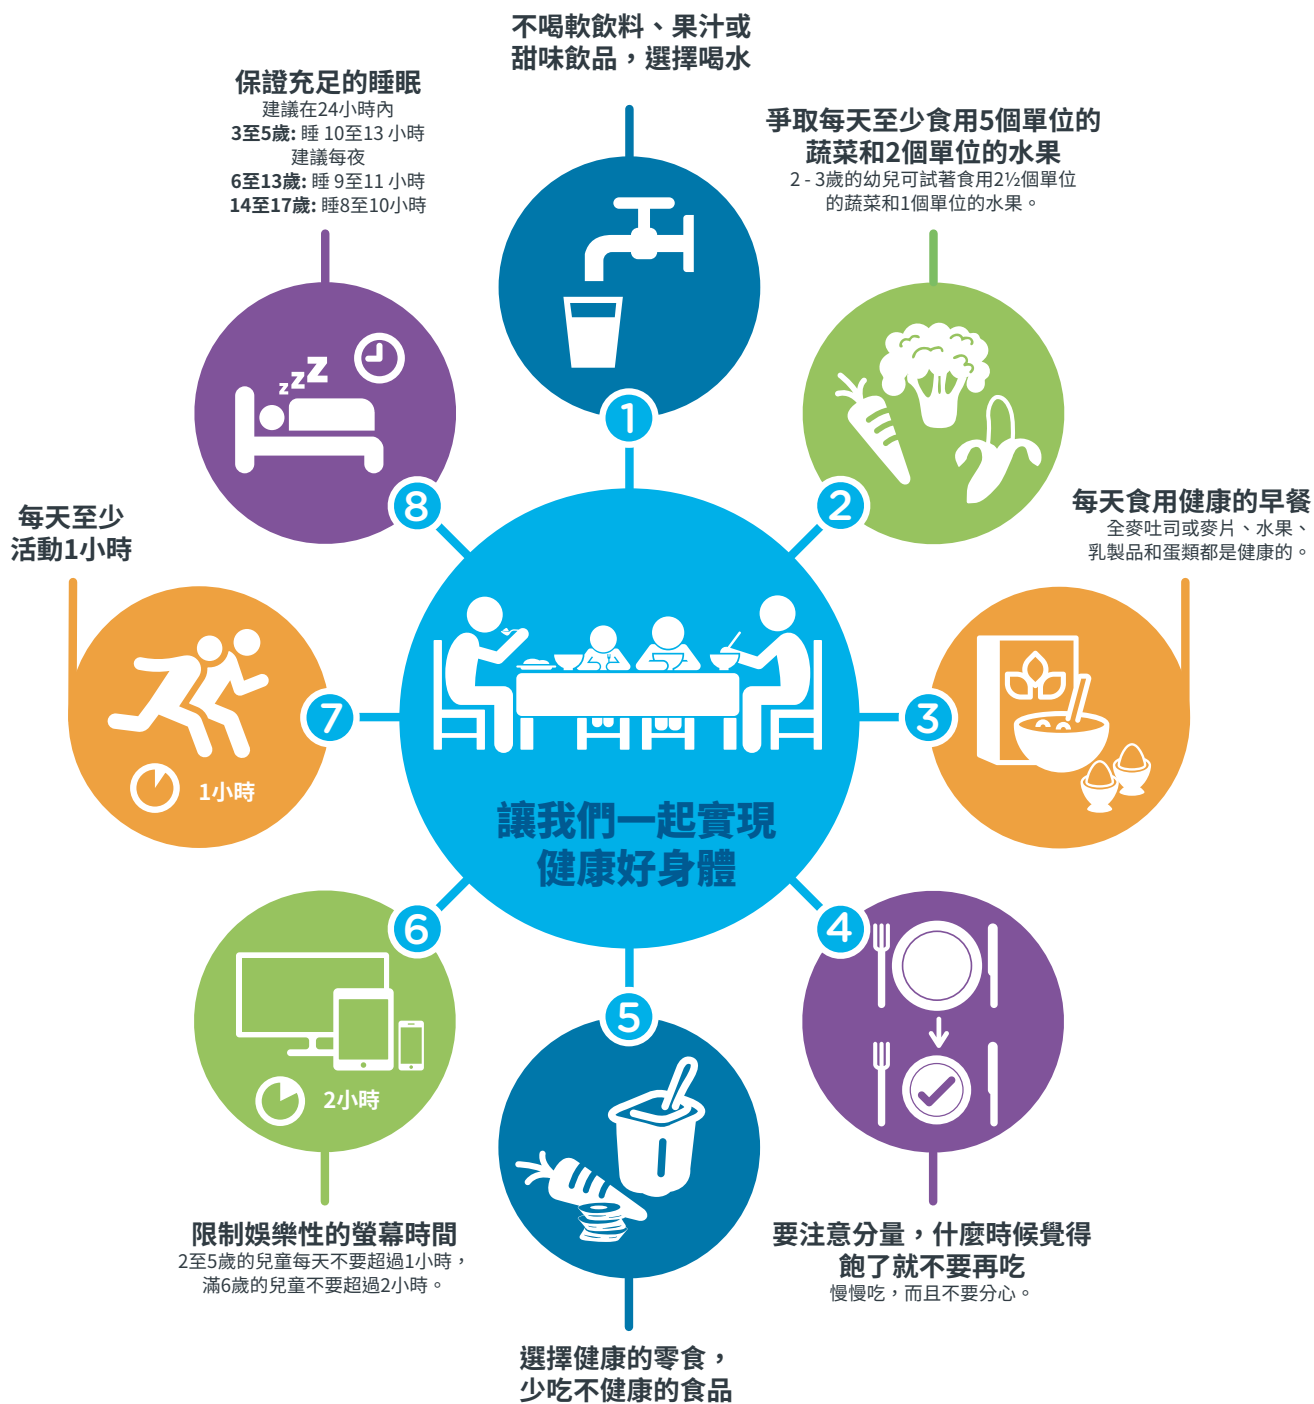 不喝軟飲料、果汁或
甜味飲品，選擇喝水
1
爭取每天至少食用5個單位的
蔬菜和2個單位的水果
2 - 3歲的幼兒可試著食用2½個單位
的蔬菜和1個單位的水果。
2
每天食用健康的早餐
全麥吐司或麥片、水果、
乳製品和蛋類都是健康的。
3
要注意分量，什麼時候覺得
飽了就不要再吃
慢慢吃，而且不要分心。
4
選擇健康的零食，
少吃不健康的食品
5
限制娛樂性的螢幕時間
2至5歲的兒童每天不要超過1小時，
滿6歲的兒童不要超過2小時。
2小時
6
每天至少
活動1小時
1小時
7
保證充足的睡眠
建議在24小時內
3至5歲: 睡 10至13 小時
建議每夜
6至13歲: 睡 9至11 小時
14至17歲: 睡8至10小時
z z z
8
讓我們一起實現
健康好身體